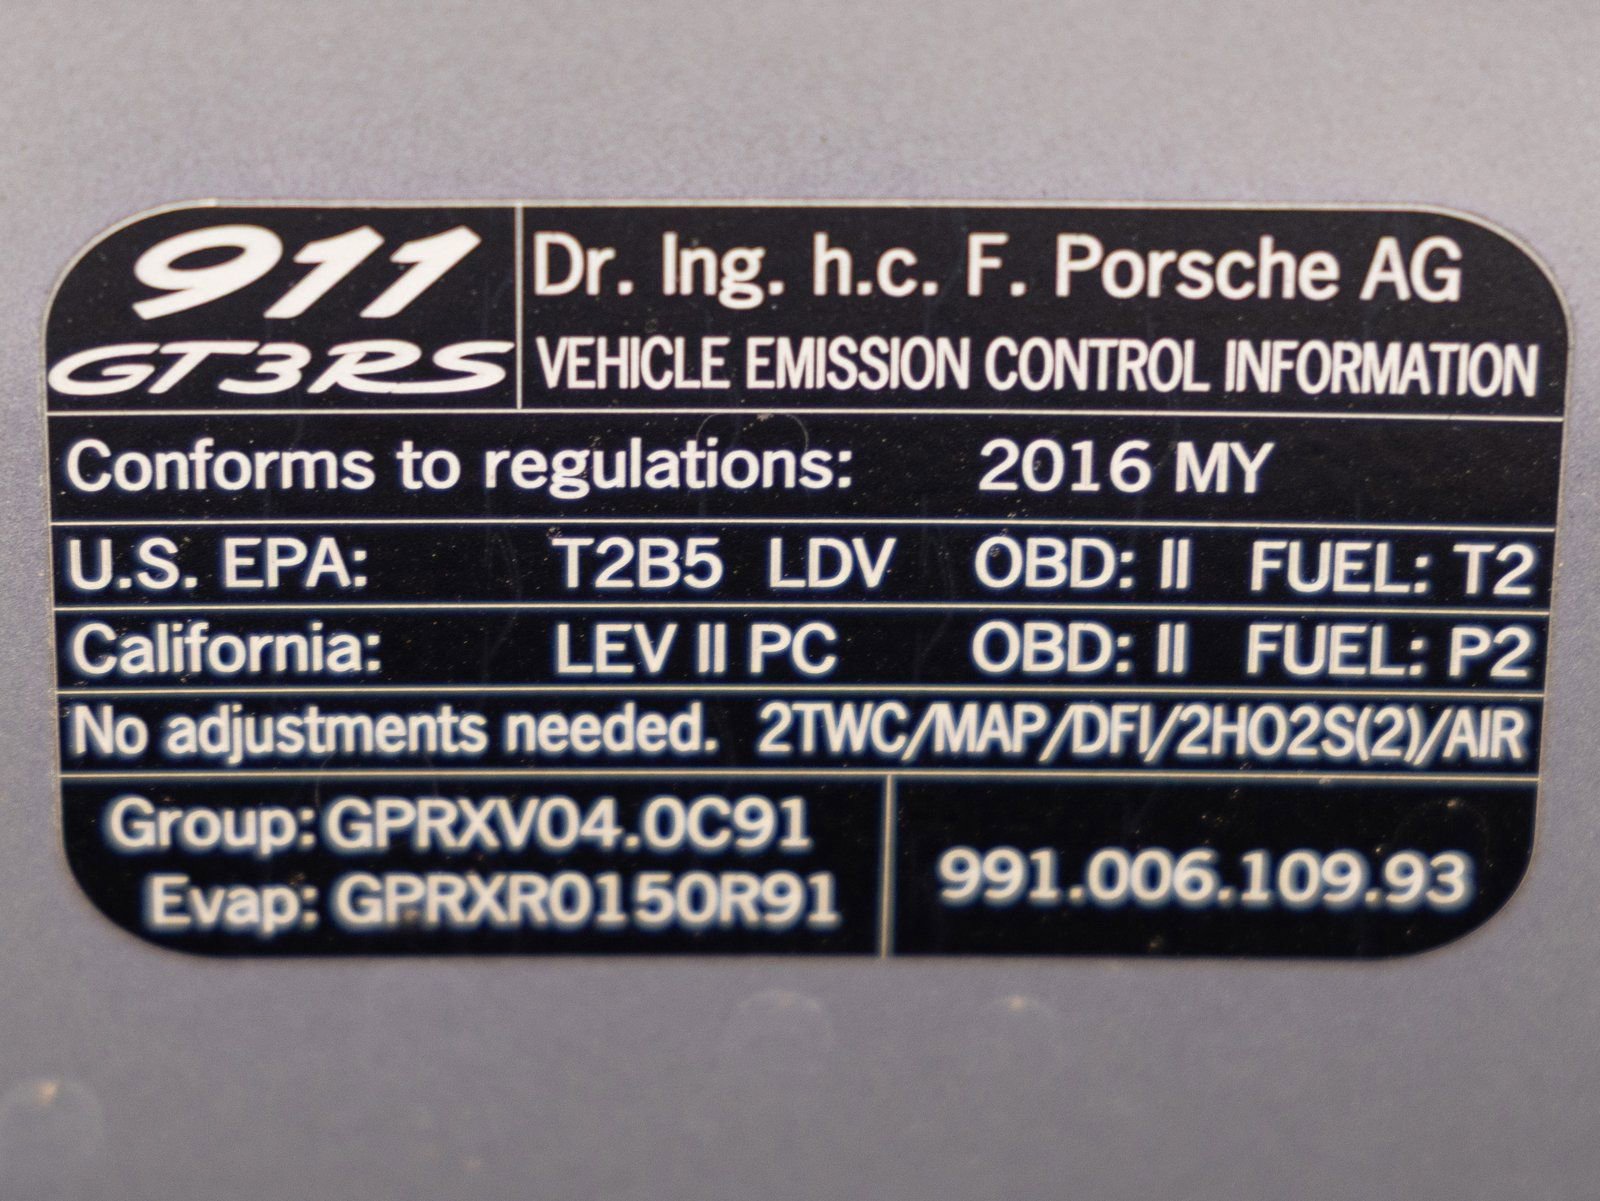 911
GT3RS
Dr. Ing. h.c. F. Porsche AG
VEHICLE EMISSION CONTROL INFORMATION
Conforms to regulations: 2016 MY
U.S. EPA: T2B5 LDV OBD: II FUEL: T2
California: LEV II PC OBD: II FUEL: P2
No adjustments needed. 2TWC/MAP/DFI/2HO2S(2)/AIR
Group: GPRXV04.0C91
Evap: GPRXR0150R91
991.006.109.93